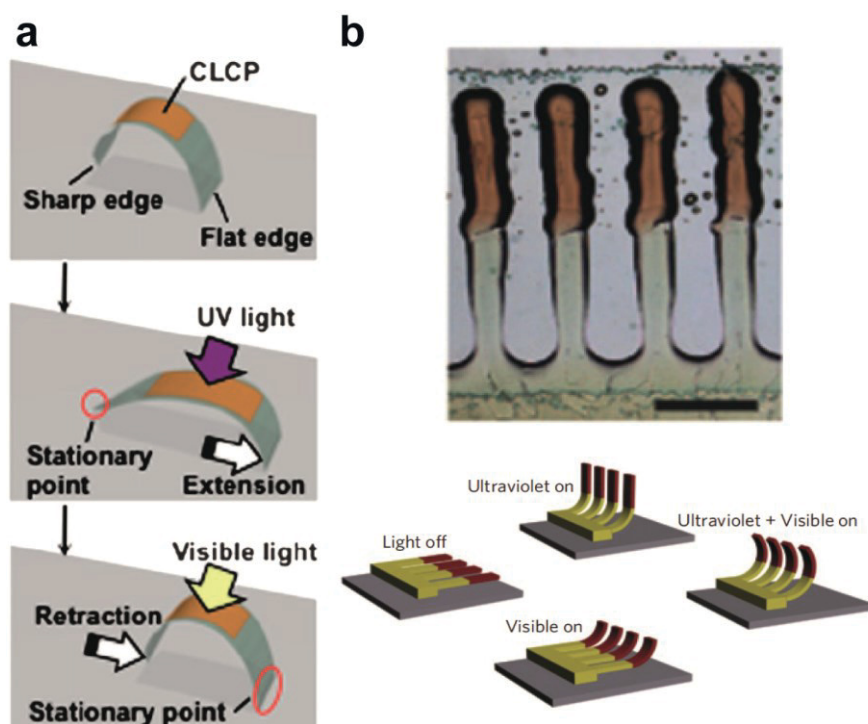 a
CLCP
Sharp edge
Flat edge
UV light
Stationary
point
Extension
Visible light
Retraction
Stationary point
b
Ultraviolet on
Ultraviolet + Visible on
Light off
Visible on